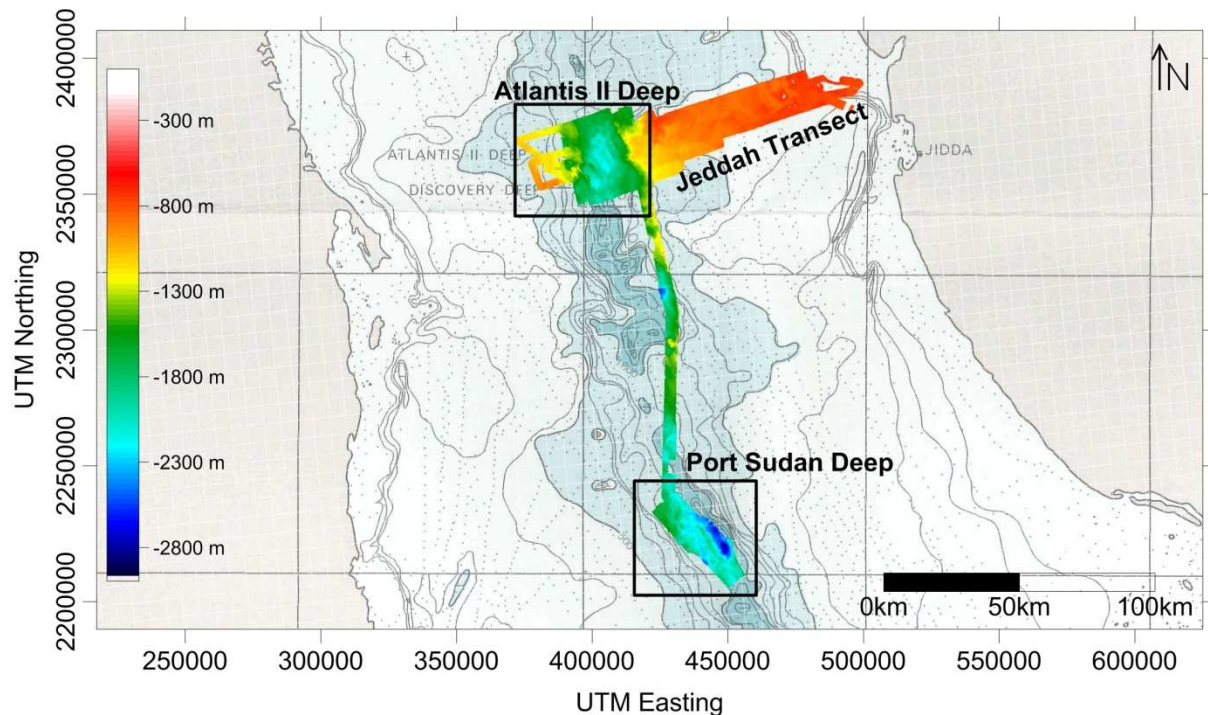 2400000
2350000
2300000
2250000
2200000
UTM Northing
-300 m
-800 m
-1300 m
-1800 m
-2300 m
-2800 m
N
Atlantis II Deep
ATLANTIS II DEEP
DISCOVERY DEEP
Jeddah Transect
JIDDA
Port Sudan Deep
0km 50km 100km
250000 300000 350000 400000 450000 500000 550000 600000
UTM Easting